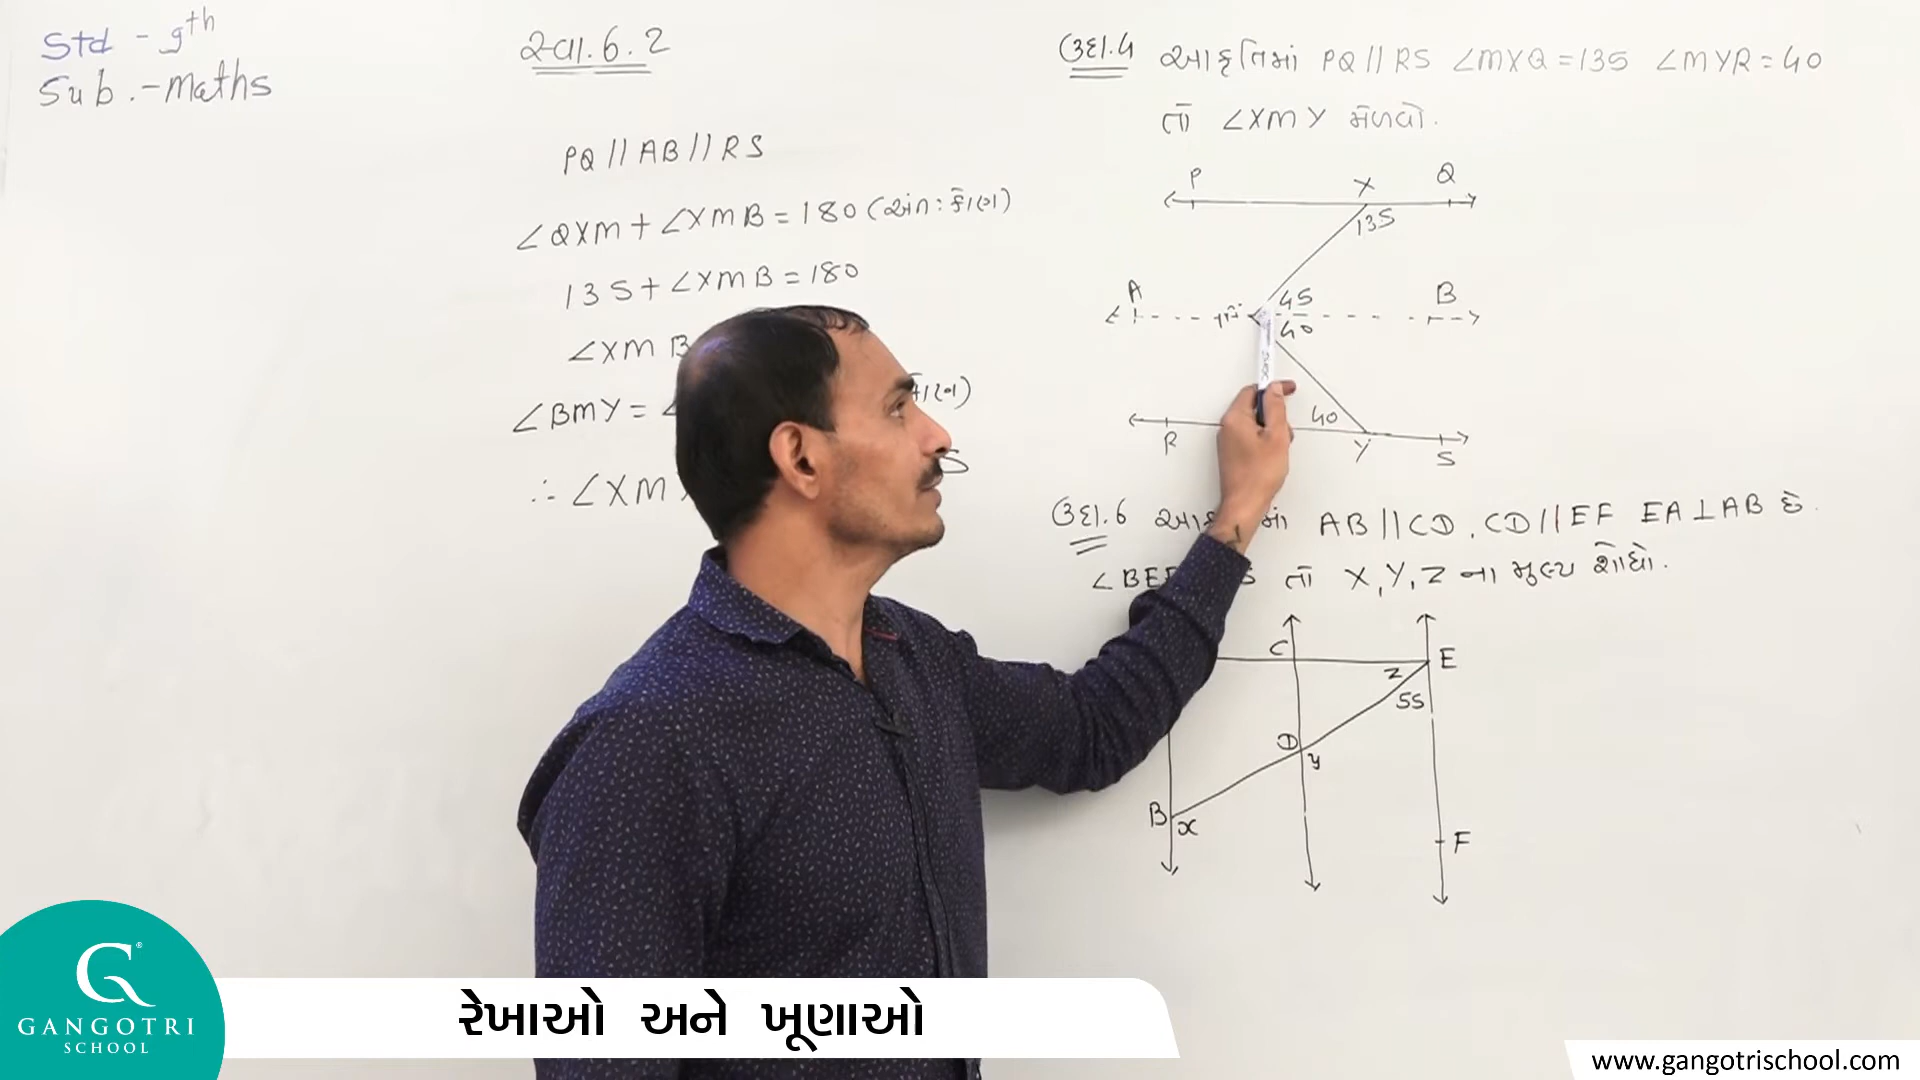 Std - 9th
Sub.-Maths
સ્વા.6.2
PQ // AB // RS
∠QXM + ∠XMB = 180 (અંતઃકોણ)
135 + ∠XMB = 180
∠XMB
∠BMY =
∴ ∠XM
ઉદા.4 આકૃતિમાં PQ // RS ∠MXQ = 135 ∠MYR = 40
તો ∠XMY મેળવો.
P X Q
135
A 45 B
M
40
40
R Y S
ઉદા.6 AB // CD, CD // EF EA ⊥ AB છે.
તો X, Y, Z ના મૂલ્ય શોધો.
C E
Z
55
D
y
B
x
F
G
GANGOTRI
SCHOOL
રેખાઓ અને ખૂણાઓ
www.gangotrischool.com